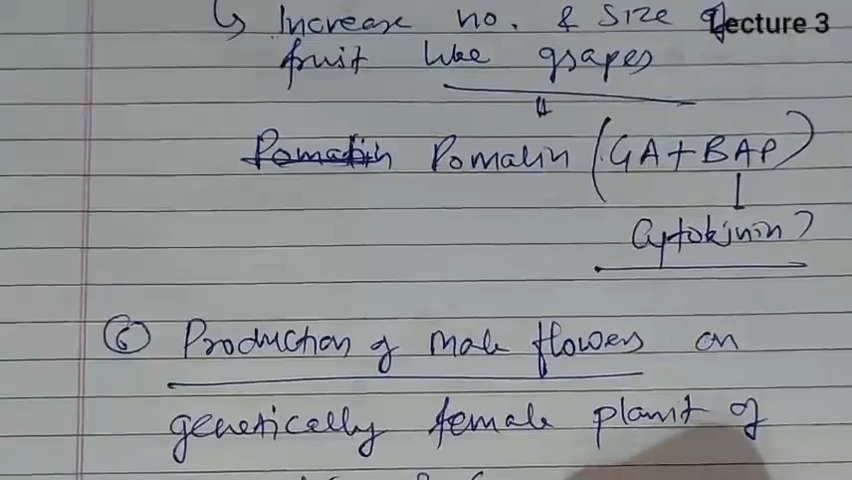 ↳ Increase no. & size of
Lecture 3
fruit like grapes
Pomalin Pomalin (GA+BAP)
Cytokinin)
⑥ Production of male flowers on
genetically female plant of